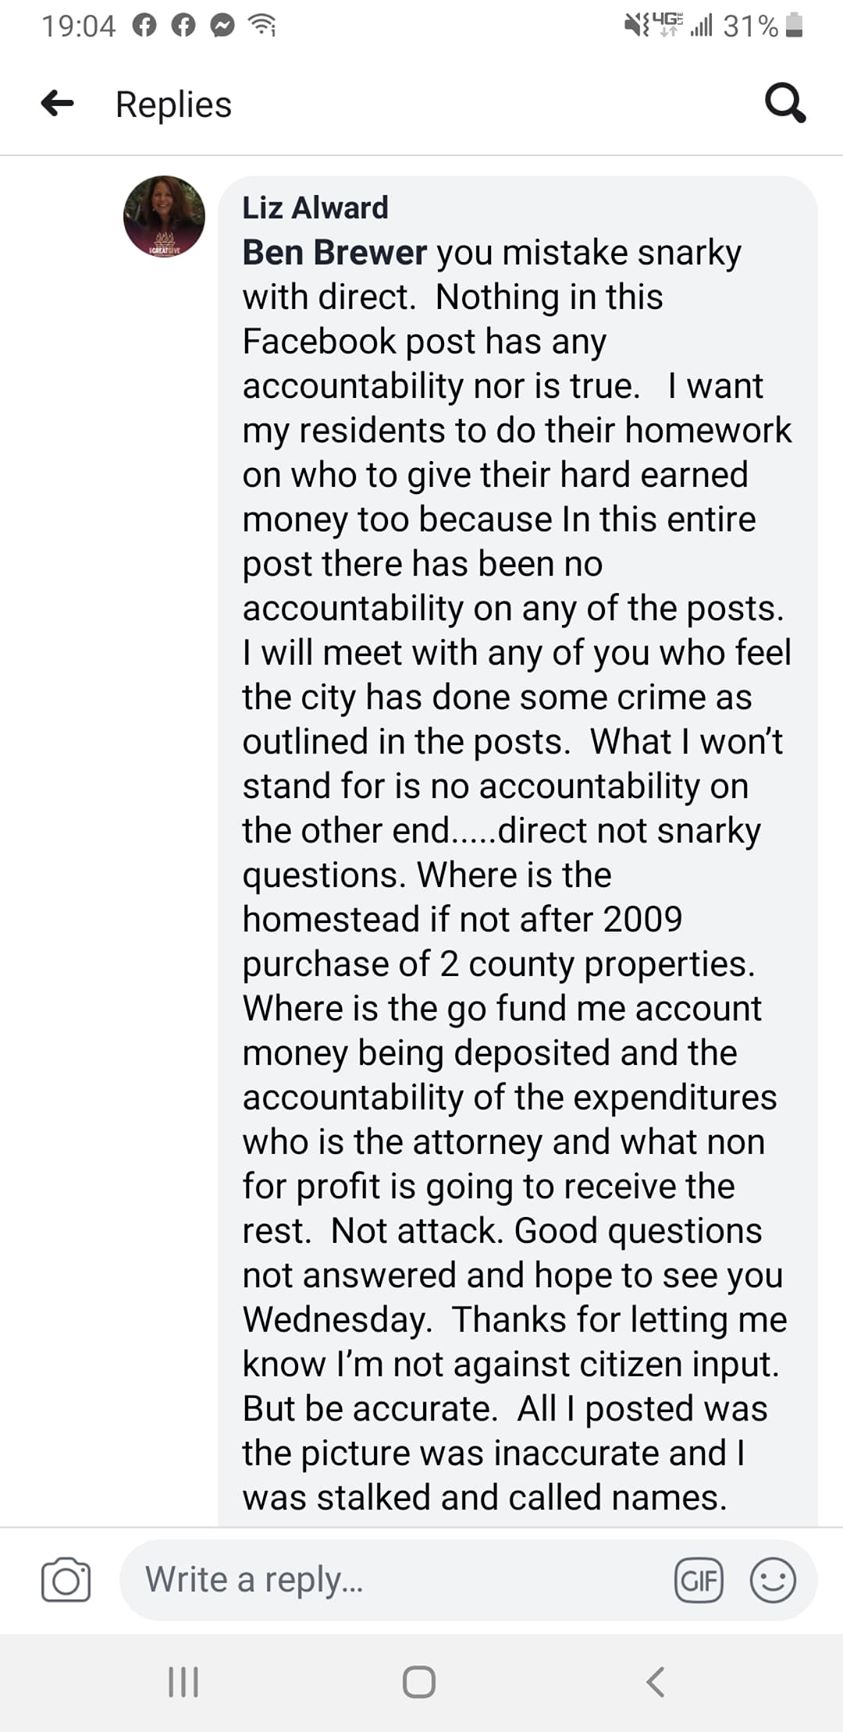 19:04
4G 31%
Replies
Liz Alward
Ben Brewer you mistake snarky
with direct.  Nothing in this
Facebook post has any
accountability nor is true.   I want
my residents to do their homework
on who to give their hard earned
money too because In this entire
post there has been no
accountability on any of the posts.
I will meet with any of you who feel
the city has done some crime as
outlined in the posts.  What I won't
stand for is no accountability on
the other end.....direct not snarky
questions. Where is the
homestead if not after 2009
purchase of 2 county properties.
Where is the go fund me account
money being deposited and the
accountability of the expenditures
who is the attorney and what non
for profit is going to receive the
rest.  Not attack. Good questions
not answered and hope to see you
Wednesday.  Thanks for letting me
know I'm not against citizen input.
But be accurate.  All I posted was
the picture was inaccurate and I
was stalked and called names.
Write a reply...
GIF